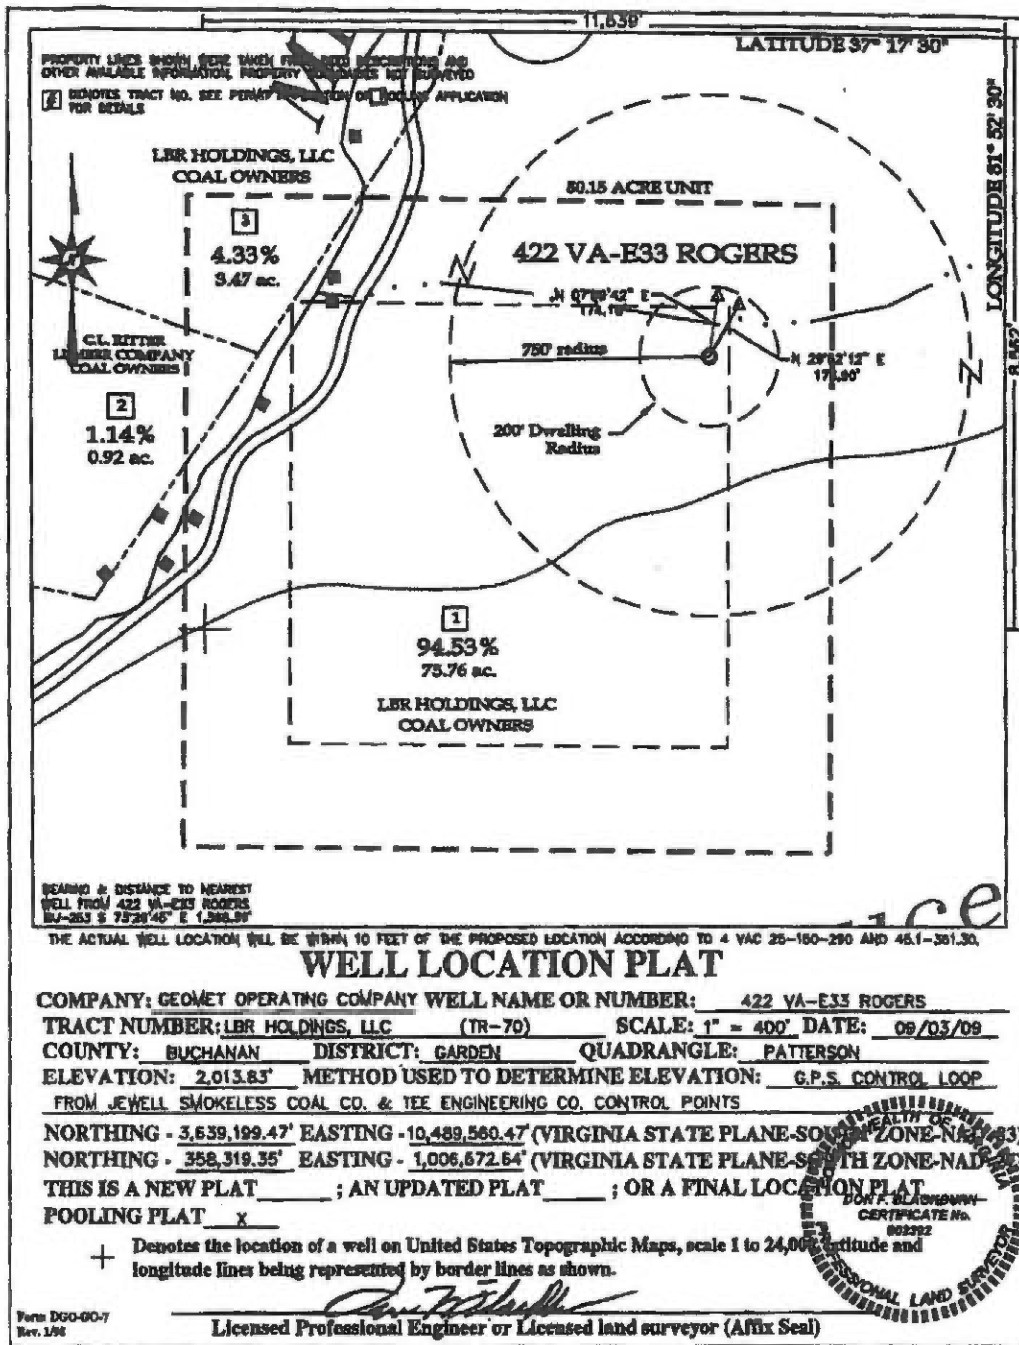 11,639'
LATITUDE 37° 17' 30"
PROPERTY LINES SHOWN WERE TAKEN DESCRIPTIONS AND
OTHER AVAILABLE INFORMATION, PROPERTY NOT SURVEYED
DENOTES TRACT NO. SEE APPLICATION
FOR DETAILS
LONGITUDE 81° 52' 30"
LBR HOLDINGS, LLC
COAL OWNERS
80.15 ACRE UNIT
3
4.33%
3.47 ac.
422 VA-E33 ROGERS
N
E
C.L. RITTER
LUMBER COMPANY
COAL OWNERS
750' radius
N 29°52'12" E
2
1.14%
0.92 ac.
200' Dwelling
Radius
1
94.53%
75.76 ac.
LBR HOLDINGS, LLC
COAL OWNERS
BEARING & DISTANCE TO NEAREST
WELL FROM 422 VA-E33 ROGERS
ice
THE ACTUAL WELL LOCATION WILL BE WITHIN 10 FEET OF THE PROPOSED LOCATION ACCORDING TO 4 VAC 25-150-290 AND 45.1-361.30.
WELL LOCATION PLAT
COMPANY: GEOMET OPERATING COMPANY WELL NAME OR NUMBER: 422 VA-E33 ROGERS
TRACT NUMBER: LBR HOLDINGS, LLC (TR-70) SCALE: 1" = 400' DATE: 09/03/09
COUNTY: BUCHANAN DISTRICT: GARDEN QUADRANGLE: PATTERSON
ELEVATION: 2,013.83' METHOD USED TO DETERMINE ELEVATION: G.P.S. CONTROL LOOP
FROM JEWELL SMOKELESS COAL CO. & TEE ENGINEERING CO. CONTROL POINTS
NORTHING - 3,639,199.47' EASTING - 10,489,560.47' (VIRGINIA STATE PLANE-SOUTH ZONE-NAD 83)
NORTHING - 358,319.35' EASTING - 1,006,672.64' (VIRGINIA STATE PLANE-SOUTH ZONE-NAD
THIS IS A NEW PLAT ; AN UPDATED PLAT ; OR A FINAL LOCATION PLAT
POOLING PLAT X
COMMONWEALTH OF VIRGINIA
DON F. BLACKBURN
CERTIFICATE No.
PROFESSIONAL LAND SURVEYOR
Denotes the location of a well on United States Topographic Maps, scale 1 to 24,000, latitude and
longitude lines being represented by border lines as shown.
Form DGO-GO-7
Rev. 1/98
Licensed Professional Engineer or Licensed land surveyor (Affix Seal)